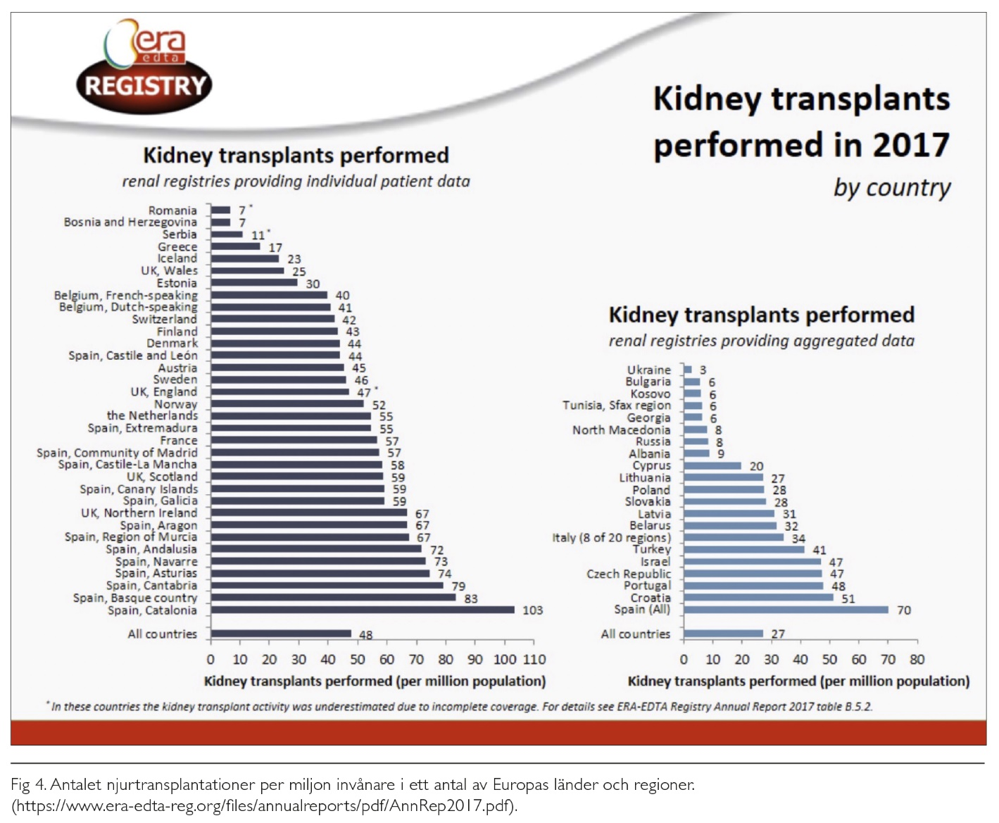 era
edta
REGISTRY
Kidney transplants
performed in 2017
by country
Kidney transplants performed
renal registries providing individual patient data
Romania 7 *
Bosnia and Herzegovina 7
Serbia 11 *
Greece 17
Iceland 23
UK, Wales 25
Estonia 30
Belgium, French-speaking 40
Belgium, Dutch-speaking 41
Switzerland 42
Finland 43
Denmark 44
Spain, Castile and León 44
Austria 45
Sweden 46
UK, England 47 *
Norway 52
the Netherlands 55
Spain, Extremadura 55
France 57
Spain, Community of Madrid 57
Spain, Castile-La Mancha 58
UK, Scotland 59
Spain, Canary Islands 59
Spain, Galicia 59
UK, Northern Ireland 67
Spain, Aragon 67
Spain, Region of Murcia 67
Spain, Andalusia 72
Spain, Navarre 73
Spain, Asturias 74
Spain, Cantabria 79
Spain, Basque country 83
Spain, Catalonia 103
All countries 48
0 10 20 30 40 50 60 70 80 90 100 110
Kidney transplants performed (per million population)
Kidney transplants performed
renal registries providing aggregated data
Ukraine 3
Bulgaria 6
Kosovo 6
Tunisia, Sfax region 6
Georgia 6
North Macedonia 8
Russia 8
Albania 9
Cyprus 20
Lithuania 27
Poland 28
Slovakia 28
Latvia 31
Belarus 32
Italy (8 of 20 regions) 34
Turkey 41
Israel 47
Czech Republic 47
Portugal 48
Croatia 51
Spain (All) 70
All countries 27
0 10 20 30 40 50 60 70 80
Kidney transplants performed (per million population)
* In these countries the kidney transplant activity was underestimated due to incomplete coverage. For details see ERA-EDTA Registry Annual Report 2017 table B.5.2.
Fig 4. Antalet njurtransplantationer per miljon invånare i ett antal av Europas länder och regioner.
(https://www.era-edta-reg.org/files/annualreports/pdf/AnnRep2017.pdf).